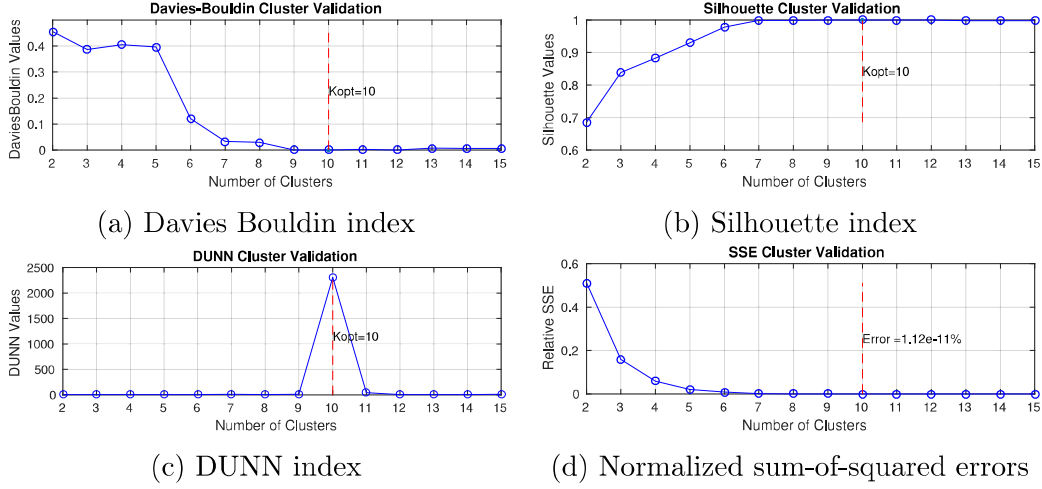 Davies-Bouldin Cluster Validation
DaviesBouldin Values
0.4
0.3
0.2
0.1
0
Kopt=10
2 3 4 5 6 7 8 9 10 11 12 13 14 15
Number of Clusters
(a) Davies Bouldin index
Silhouette Cluster Validation
Silhouette Values
1
0.9
0.8
0.7
0.6
Kopt=10
2 3 4 5 6 7 8 9 10 11 12 13 14 15
Number of Clusters
(b) Silhouette index
DUNN Cluster Validation
DUNN Values
2500
2000
1500
1000
500
0
Kopt=10
2 3 4 5 6 7 8 9 10 11 12 13 14 15
Number of Clusters
(c) DUNN index
SSE Cluster Validation
Relative SSE
0.6
0.4
0.2
0
Error =1.12e-11%
2 3 4 5 6 7 8 9 10 11 12 13 14 15
Number of Clusters
(d) Normalized sum-of-squared errors